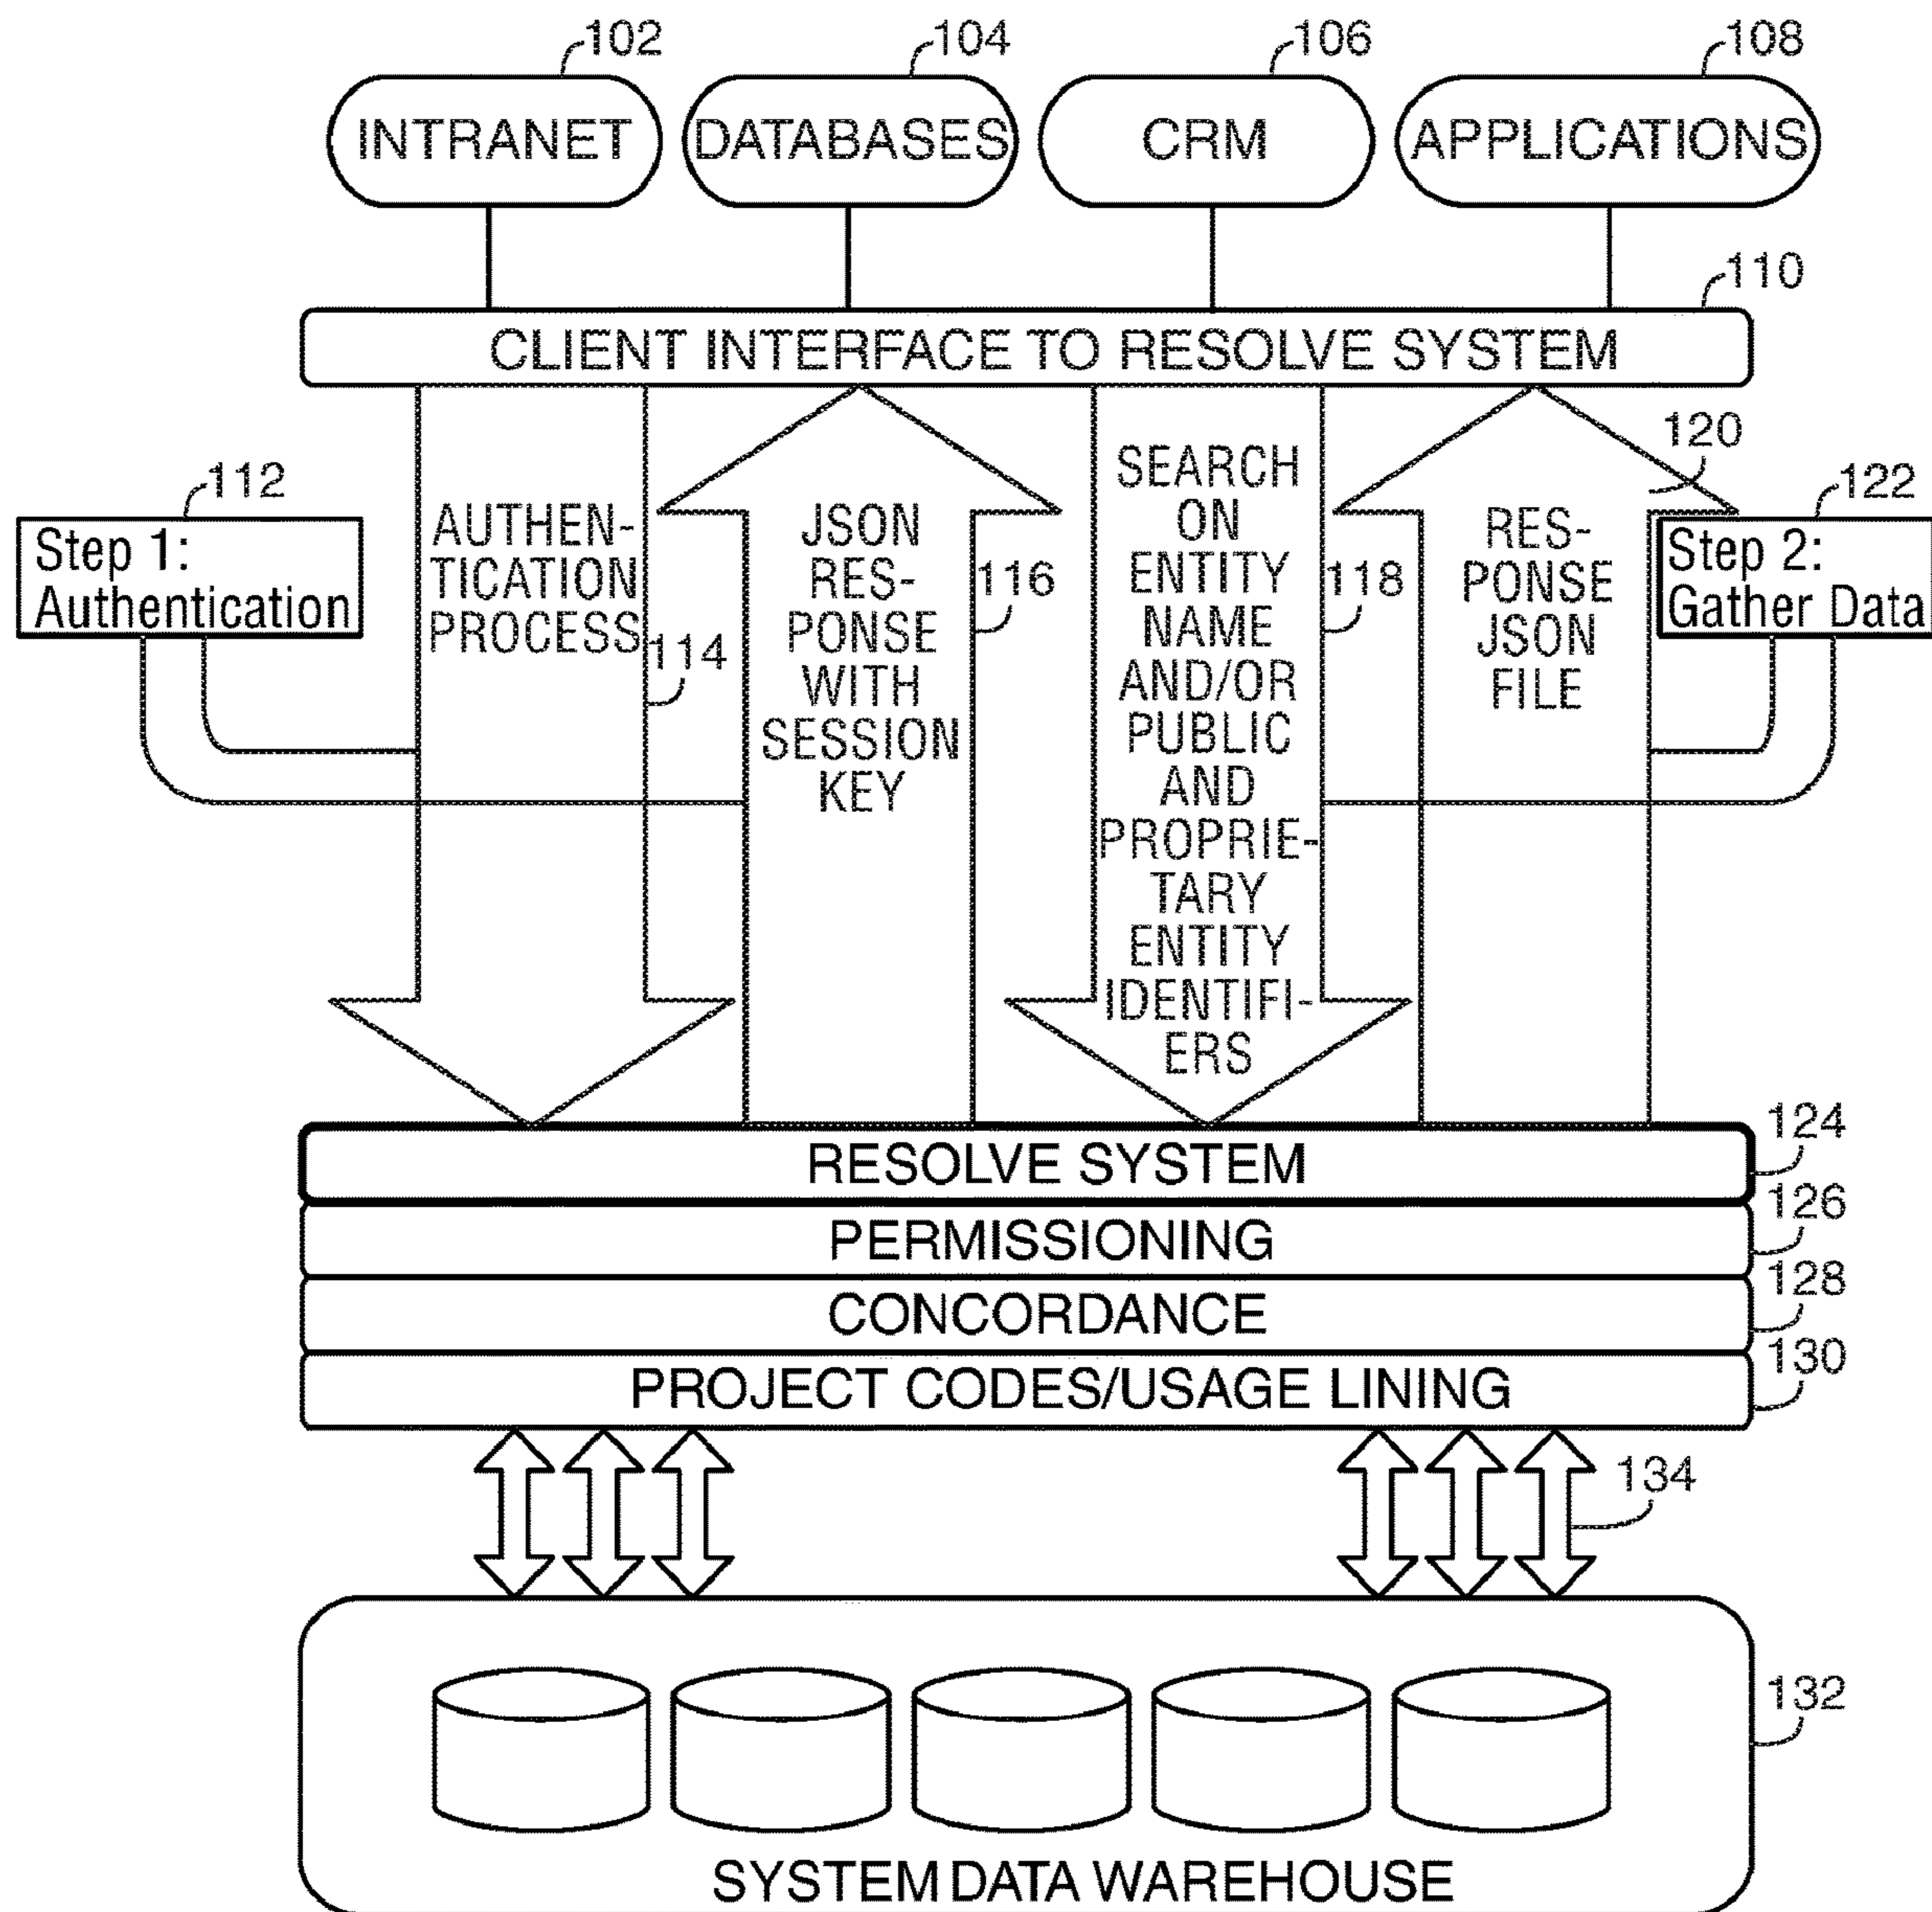 102
104
106
108
INTRANET
DATABASES
CRM
APPLICATIONS
110
CLIENT INTERFACE TO RESOLVE SYSTEM
112
Step 1:
Authentication
AUTHEN-
TICATION
PROCESS
114
JSON
RES-
PONSE
WITH
SESSION
KEY
116
SEARCH
ON
ENTITY
NAME
AND/OR
PUBLIC
AND
PROPRIE-
TARY
ENTITY
IDENTIFI-
ERS
118
RES-
PONSE
JSON
FILE
120
122
Step 2:
Gather Data
RESOLVE SYSTEM
124
PERMISSIONING
126
CONCORDANCE
128
PROJECT CODES/USAGE LINING
130
134
132
SYSTEM DATA WAREHOUSE